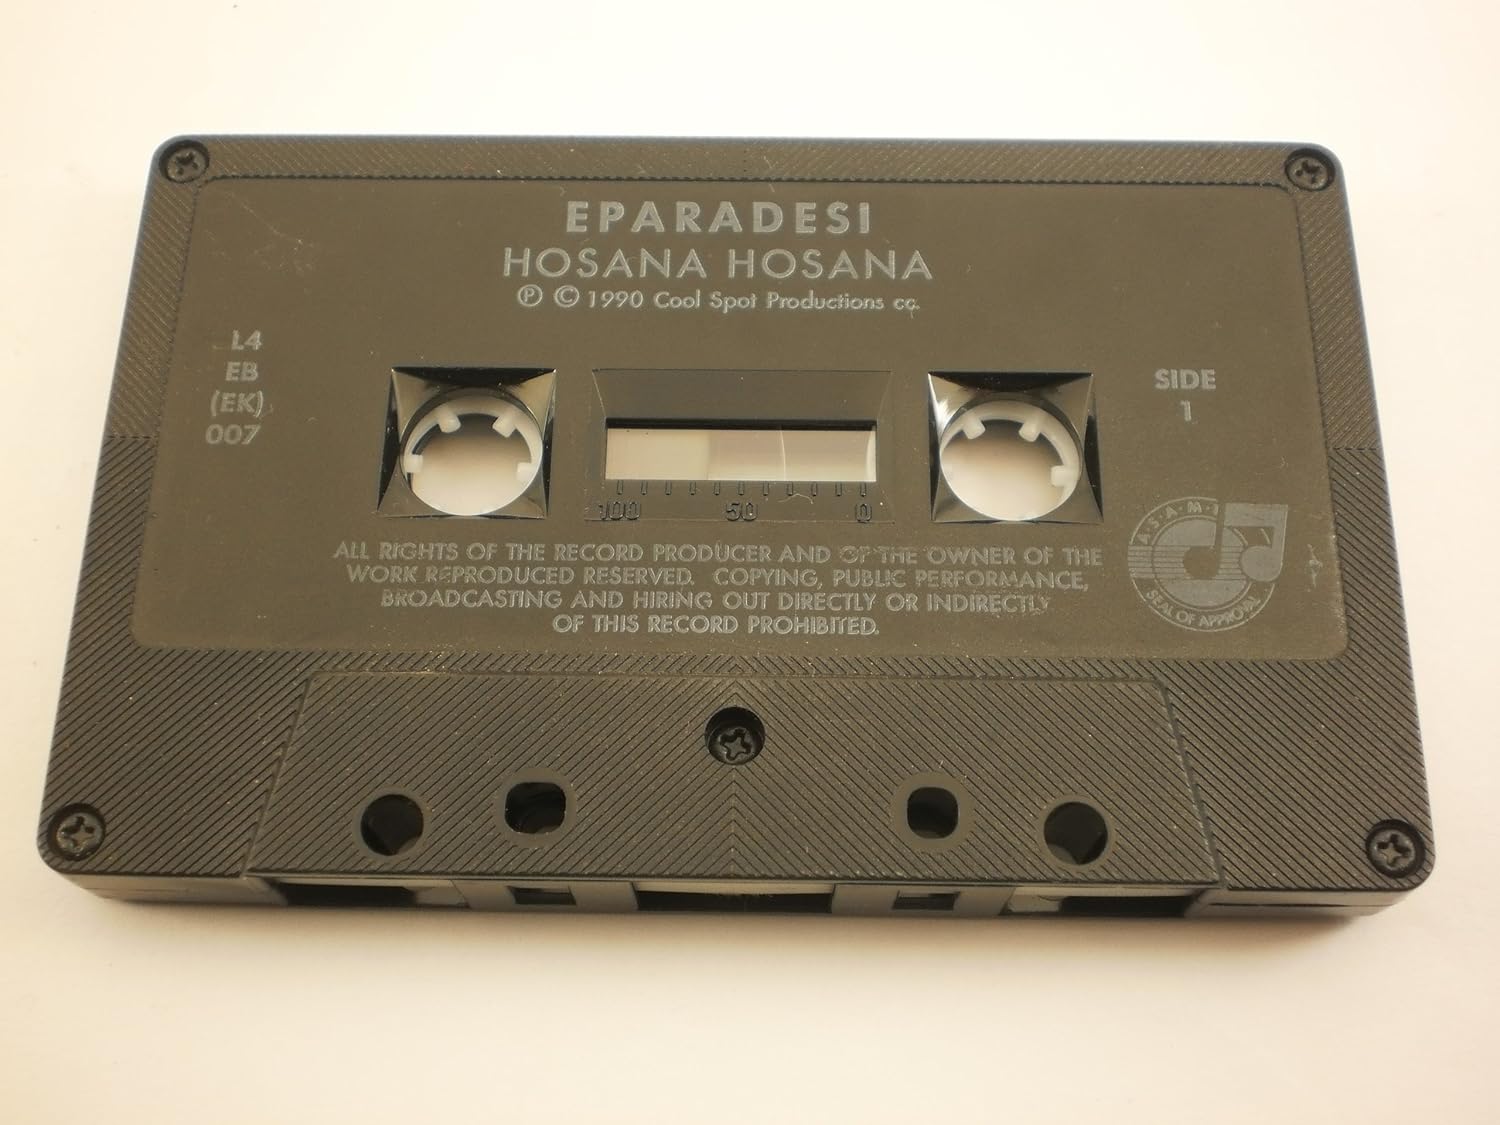 EPARADESI
HOSANA HOSANA
Ⓟ © 1990 Cool Spot Productions cc.
L4
EB
(EK)
007
SIDE
1
100 50 0
ALL RIGHTS OF THE RECORD PRODUCER AND OF THE OWNER OF THE
WORK REPRODUCED RESERVED. COPYING, PUBLIC PERFORMANCE,
BROADCASTING AND HIRING OUT DIRECTLY OR INDIRECTLY
OF THIS RECORD PROHIBITED.
A·S·A·M·I
SEAL OF APPROVAL